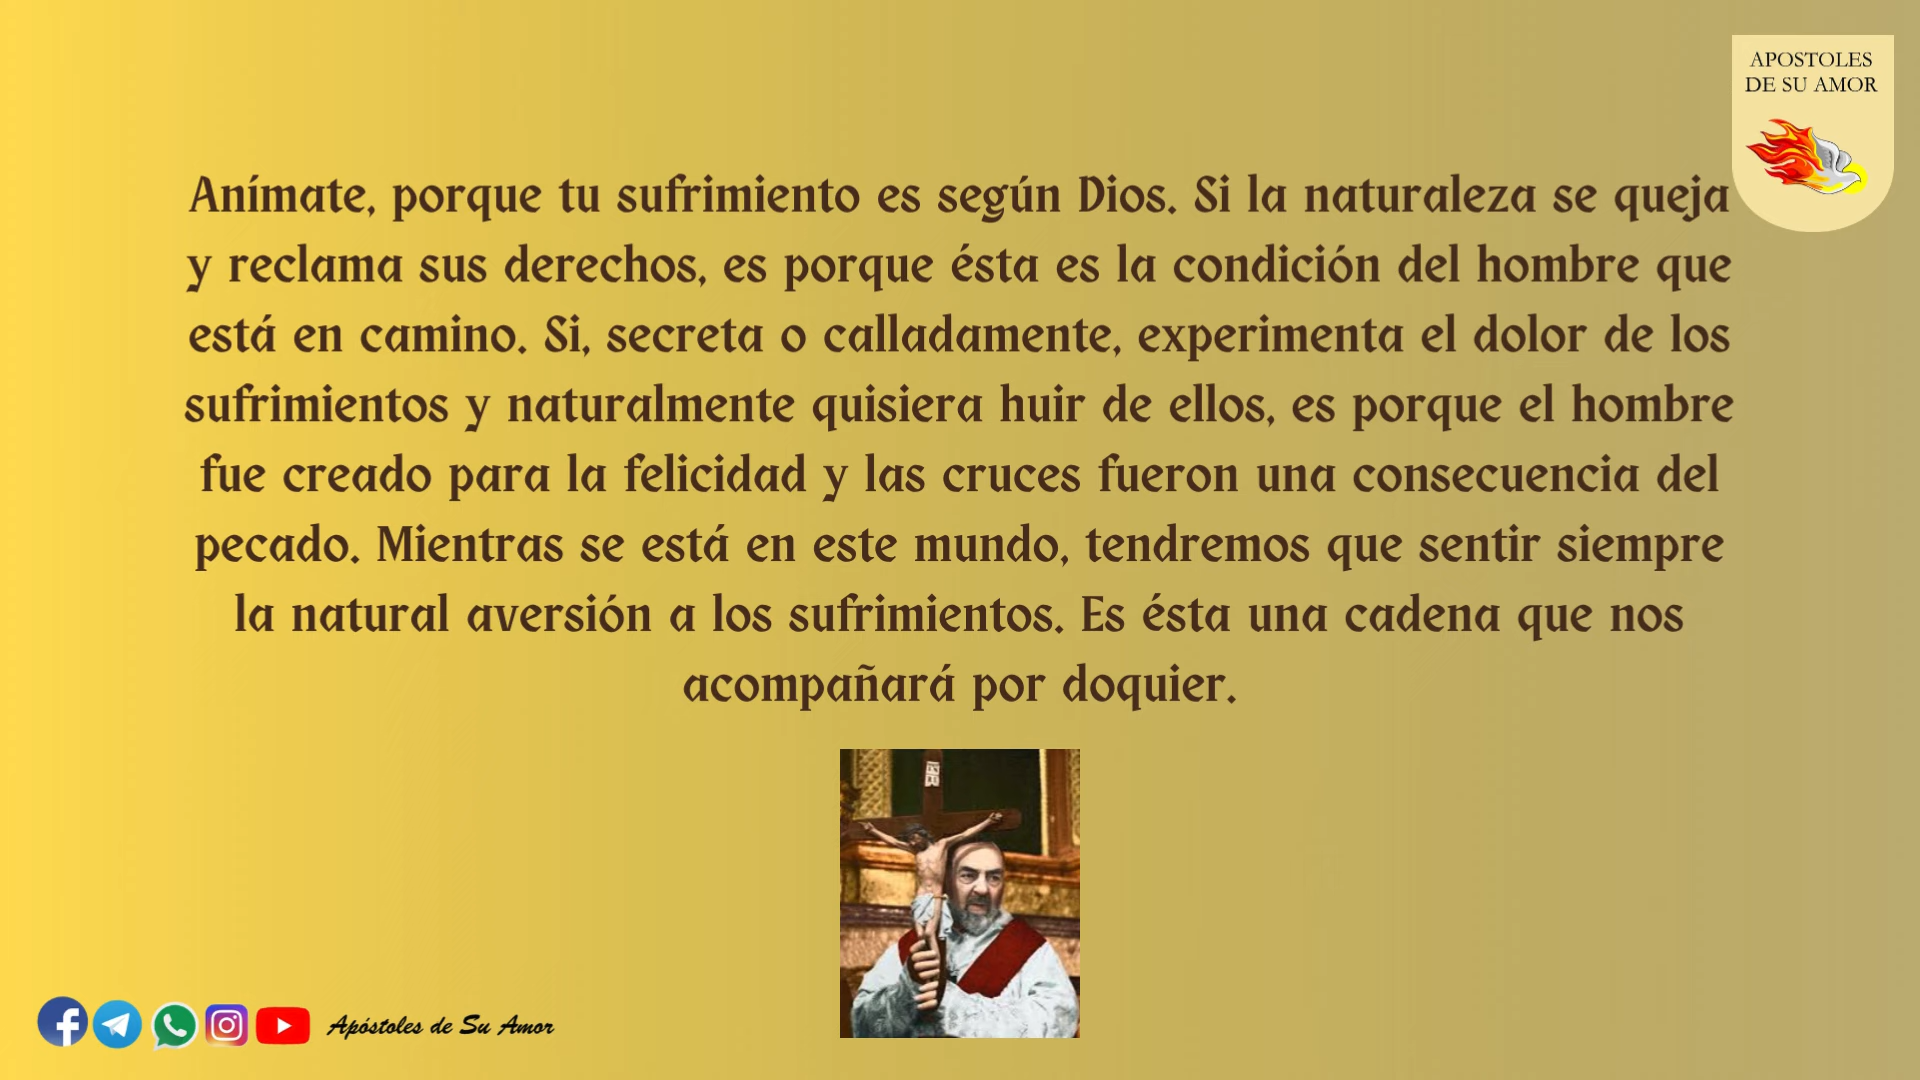 APOSTOLES
DE SU AMOR
Anímate, porque tu sufrimiento es según Dios. Si la naturaleza se queja
y reclama sus derechos, es porque ésta es la condición del hombre que
está en camino. Si, secreta o calladamente, experimenta el dolor de los
sufrimientos y naturalmente quisiera huir de ellos, es porque el hombre
fue creado para la felicidad y las cruces fueron una consecuencia del
pecado. Mientras se está en este mundo, tendremos que sentir siempre
la natural aversión a los sufrimientos. Es ésta una cadena que nos
acompañará por doquier.
Apóstoles de Su Amor